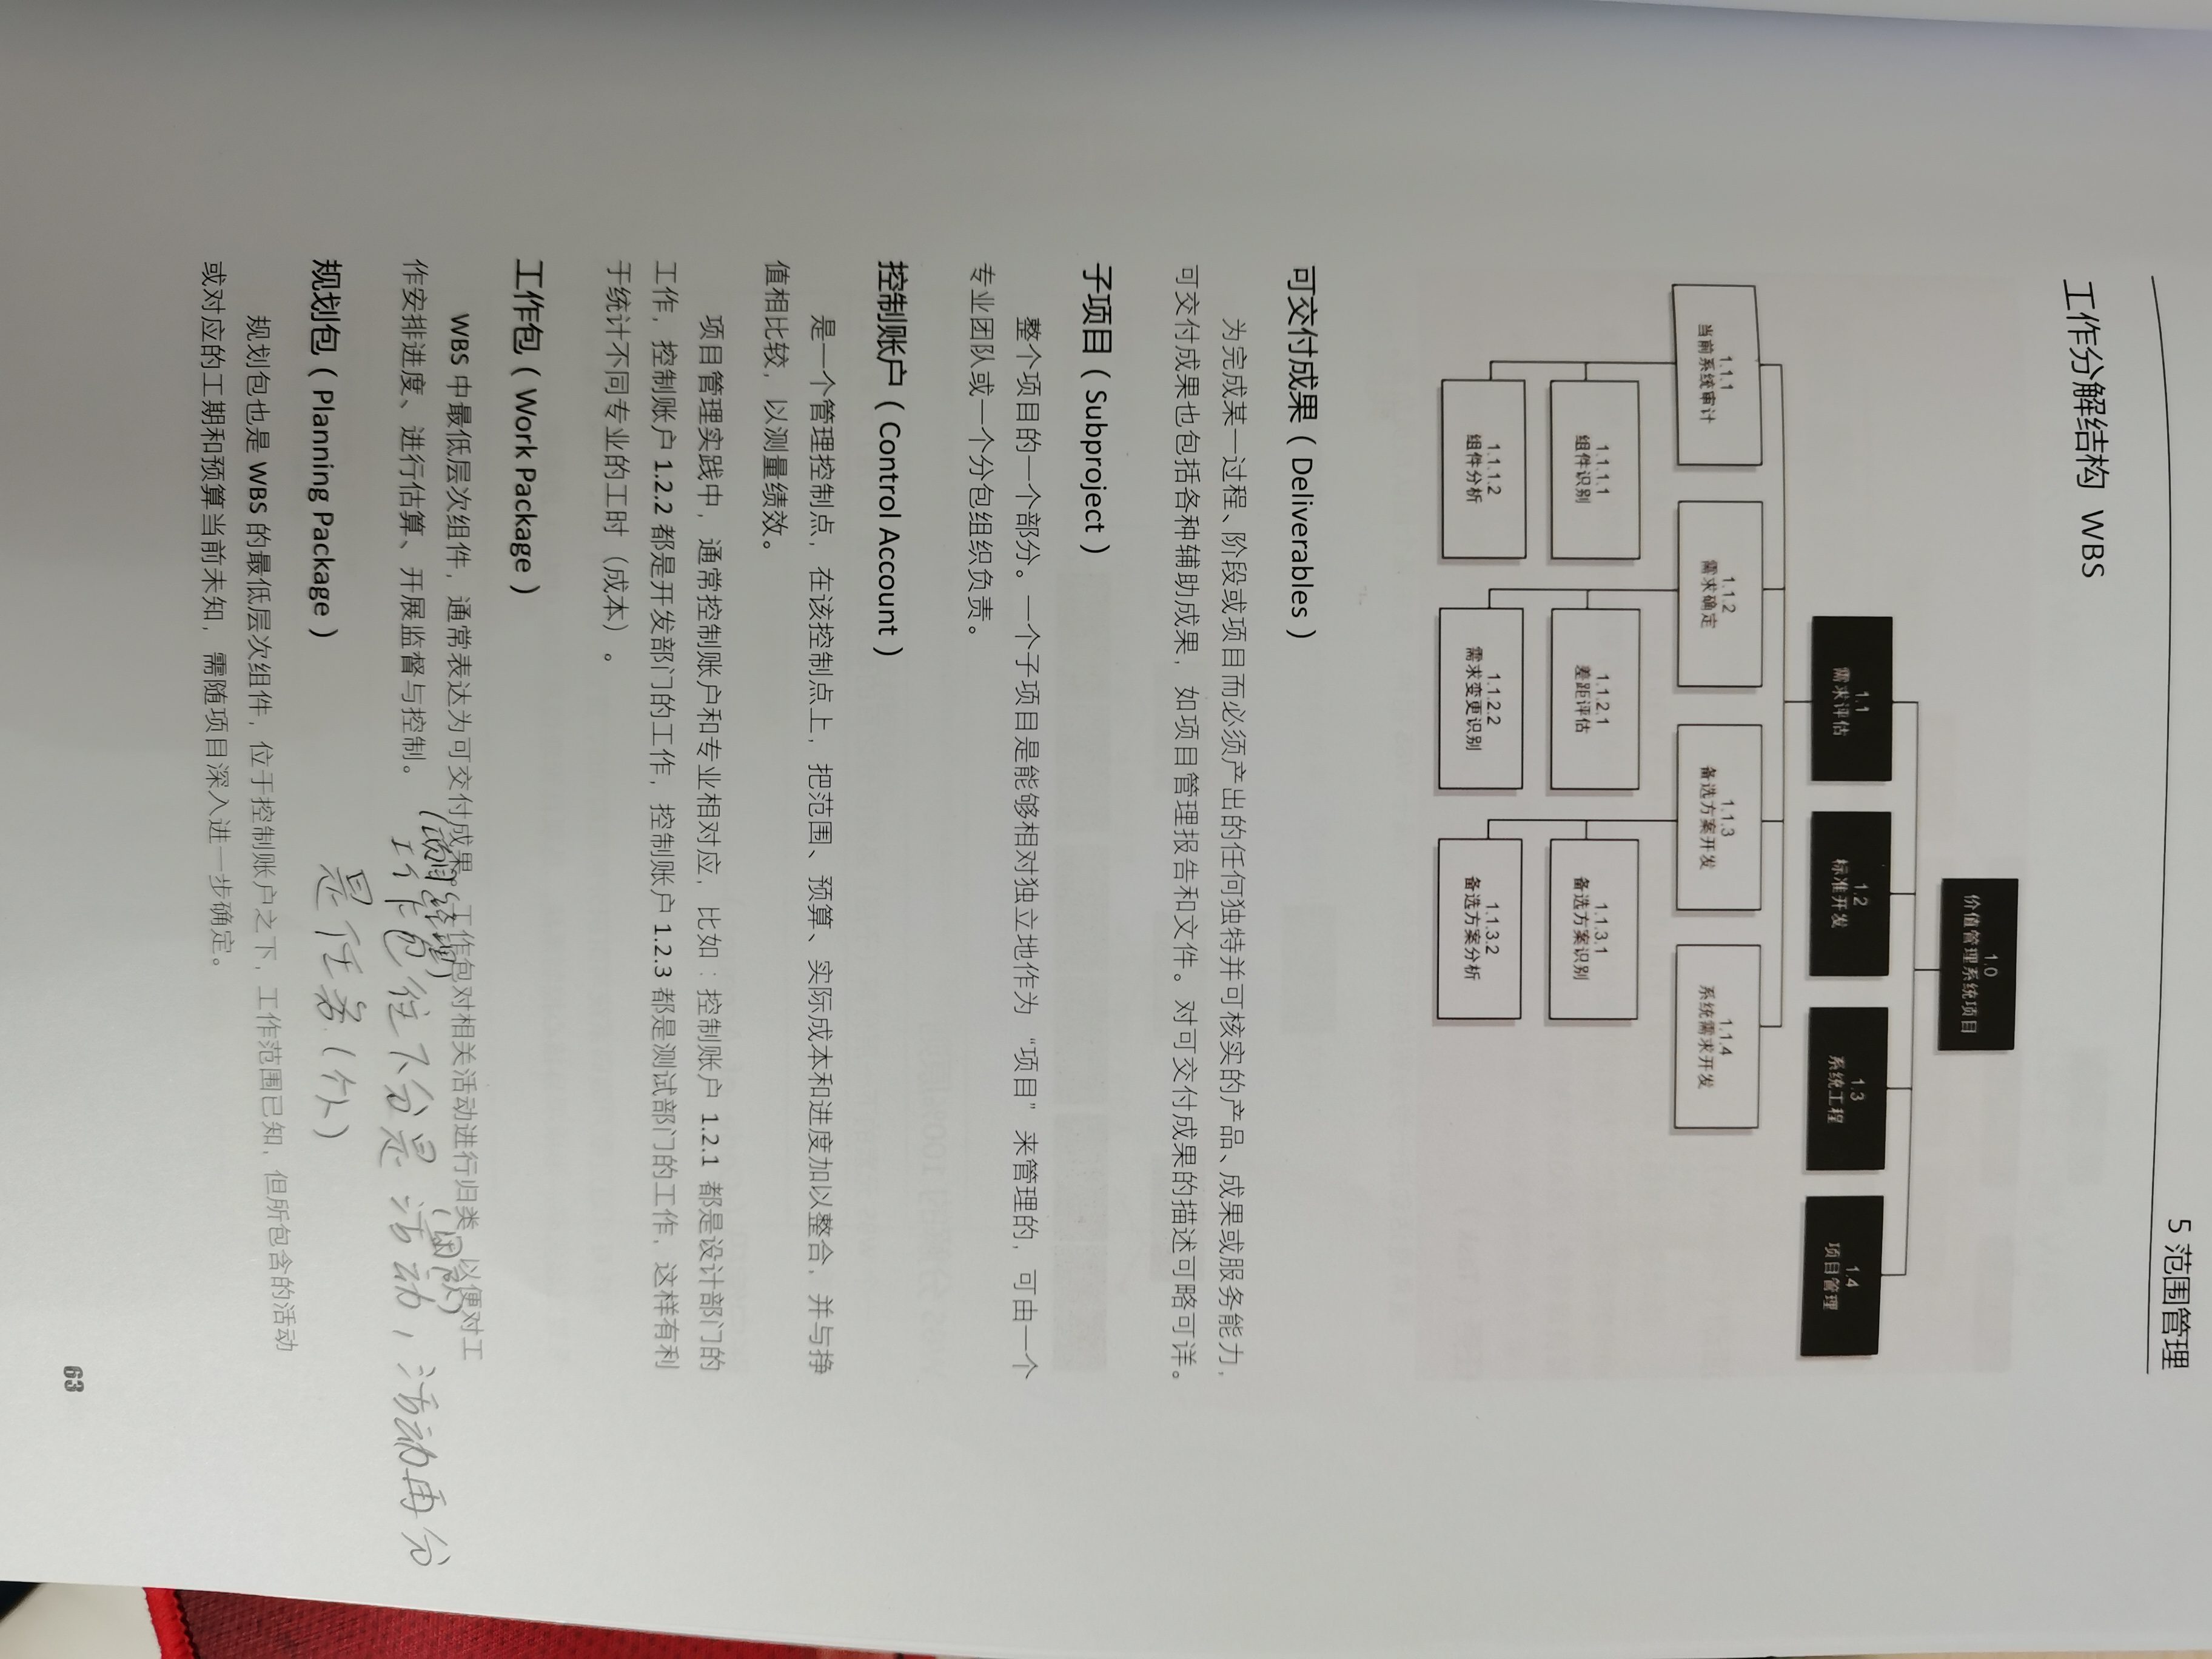 5 范围管理
工作分解结构 WBS
1.0
价值管理系统项目
1.1
需求评估
1.2
标准开发
1.3
系统工程
1.4
项目管理
1.1.1
当前系统审计
1.1.2
需求确定
1.1.3
备选方案开发
1.1.4
系统需求开发
1.1.1.1
组件识别
1.1.2.1
差距评估
1.1.3.1
备选方案识别
1.1.1.2
组件分析
1.1.2.2
需求变更识别
1.1.3.2
备选方案分析
可交付成果（Deliverables）
为完成某一过程、阶段或项目而必须产出的任何独特并可核实的产品、成果或服务能力，
可交付成果也包括各种辅助成果，如项目管理报告和文件。对可交付成果的描述可略可详。
子项目（Subproject）
整个项目的一个部分。一个子项目是能够相对独立地作为“项目”来管理的，可由一个
专业团队或一个分包组织负责。
控制账户（Control Account）
是一个管理控制点，在该控制点上，把范围、预算、实际成本和进度加以整合，并与挣
值相比较，以测量绩效。
项目管理实践中，通常控制账户和专业相对应，比如：控制账户 1.2.1 都是设计部门的
工作，控制账户 1.2.2 都是开发部门的工作，控制账户 1.2.3 都是测试部门的工作，这样有利
于统计不同专业的工时（成本）。
工作包（Work Package）
WBS 中最低层次组件，通常表达为可交付成果。工作包对相关活动进行归类，以便对工
作安排进度、进行估算、开展监督与控制。
(项目经理) (团队)
工作包往下分是活动，活动再分
是任务(个人)
规划包（Planning Package）
规划包也是 WBS 的最低层次组件，位于控制账户之下，工作范围已知，但所包含的活动
或对应的工期和预算当前未知，需随项目深入进一步确定。
63